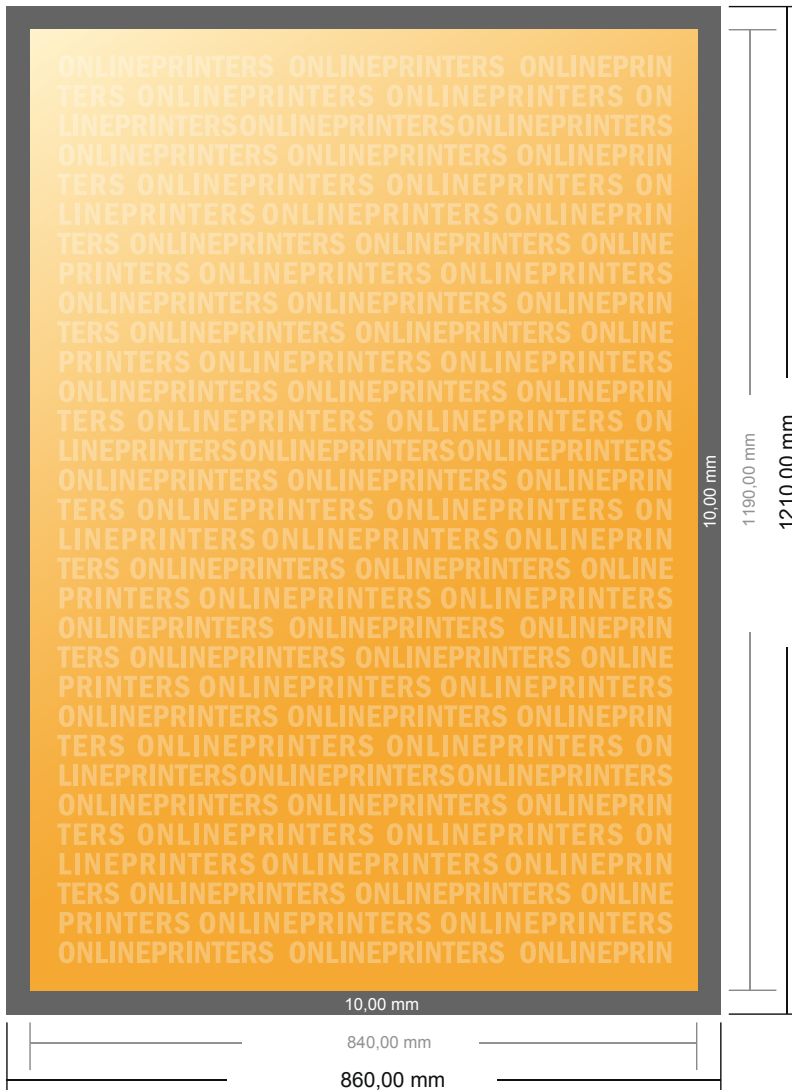 ONLINEPRINTERS ONLINEPRINTERS ONLINEPRIN
TERS ONLINEPRINTERS ONLINEPRINTERS ON
LINEPRINTERSONLINEPRINTERSONLINEPRINTERS
ONLINEPRINTERS ONLINEPRINTERS ONLINEPRIN
TERS ONLINEPRINTERS ONLINEPRINTERS ON
LINEPRINTERS ONLINEPRINTERS ONLINEPRIN
TERS ONLINEPRINTERS ONLINEPRINTERS ONLINE
PRINTERS ONLINEPRINTERS ONLINEPRINTERS
ONLINEPRINTERS ONLINEPRINTERS ONLINEPRIN
TERS ONLINEPRINTERS ONLINEPRINTERS ONLINE
PRINTERS ONLINEPRINTERS ONLINEPRINTERS
ONLINEPRINTERS ONLINEPRINTERS ONLINEPRIN
TERS ONLINEPRINTERS ONLINEPRINTERS ON
LINEPRINTERSONLINEPRINTERSONLINEPRINTERS
ONLINEPRINTERS ONLINEPRINTERS ONLINEPRIN
TERS ONLINEPRINTERS ONLINEPRINTERS ON
LINEPRINTERS ONLINEPRINTERS ONLINEPRIN
TERS ONLINEPRINTERS ONLINEPRINTERS ONLINE
PRINTERS ONLINEPRINTERS ONLINEPRINTERS
ONLINEPRINTERS ONLINEPRINTERS ONLINEPRIN
TERS ONLINEPRINTERS ONLINEPRINTERS ONLINE
PRINTERS ONLINEPRINTERS ONLINEPRINTERS
ONLINEPRINTERS ONLINEPRINTERS ONLINEPRIN
TERS ONLINEPRINTERS ONLINEPRINTERS ON
LINEPRINTERSONLINEPRINTERSONLINEPRINTERS
ONLINEPRINTERS ONLINEPRINTERS ONLINEPRIN
TERS ONLINEPRINTERS ONLINEPRINTERS ON
LINEPRINTERS ONLINEPRINTERS ONLINEPRIN
TERS ONLINEPRINTERS ONLINEPRINTERS ONLINE
PRINTERS ONLINEPRINTERS ONLINEPRINTERS
ONLINEPRINTERS ONLINEPRINTERS ONLINEPRIN
10,00 mm
1190,00 mm
1210,00 mm
10,00 mm
840,00 mm
860,00 mm